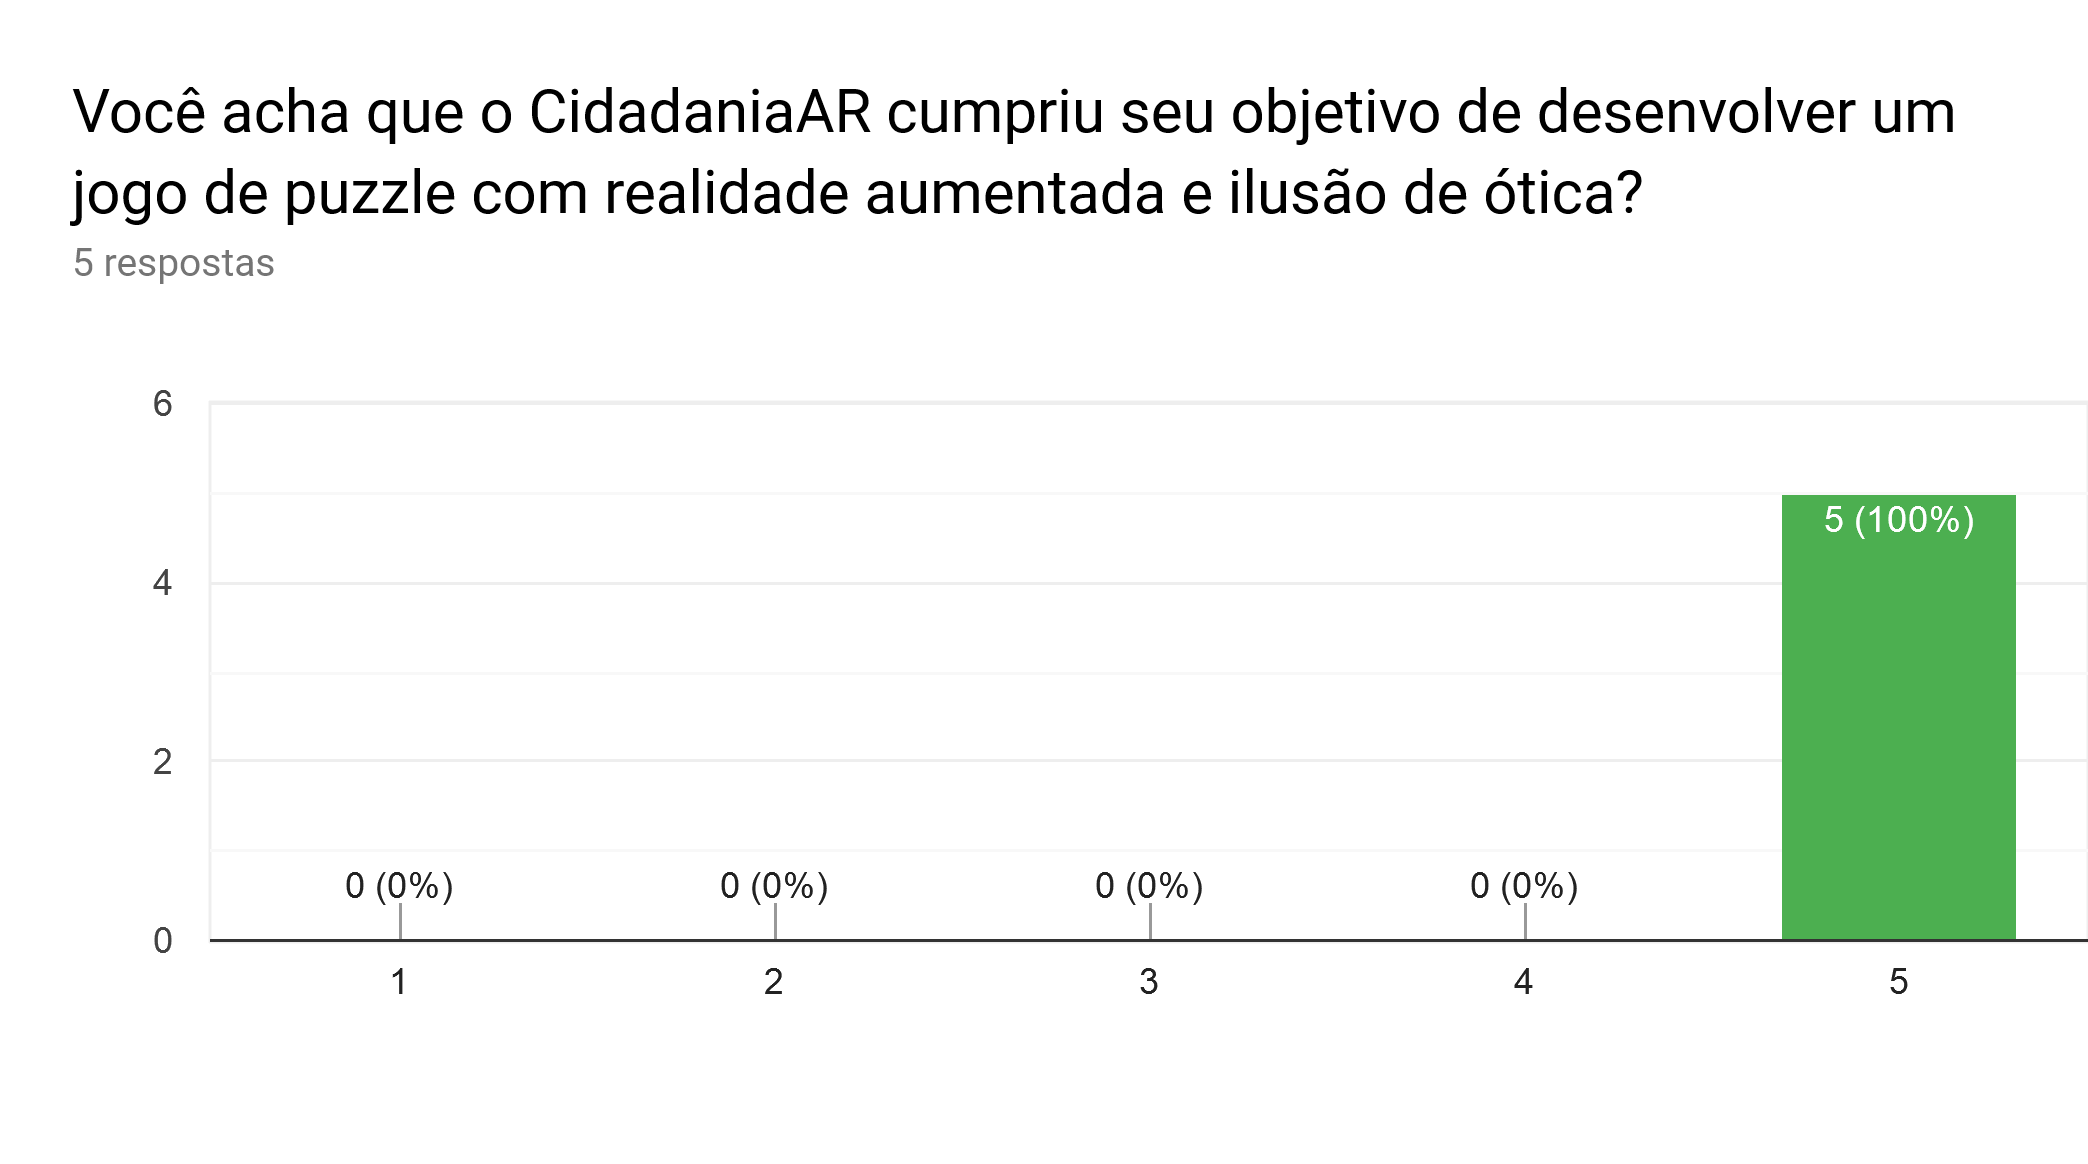 Você acha que o CidadaniaAR cumpriu seu objetivo de desenvolver um
jogo de puzzle com realidade aumentada e ilusão de ótica?
5 respostas
6
5 (100%)
4
2
0 (0%) 0 (0%) 0 (0%) 0 (0%)
0
1 2 3 4 5